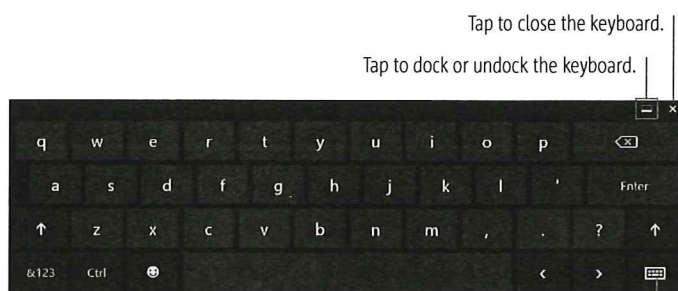 Tap to close the keyboard.
Tap to dock or undock the keyboard.
q w e r t y u i o p
a s d f g h j k l ' Enter
z x c v b n m , . ?
&123 Ctrl < >